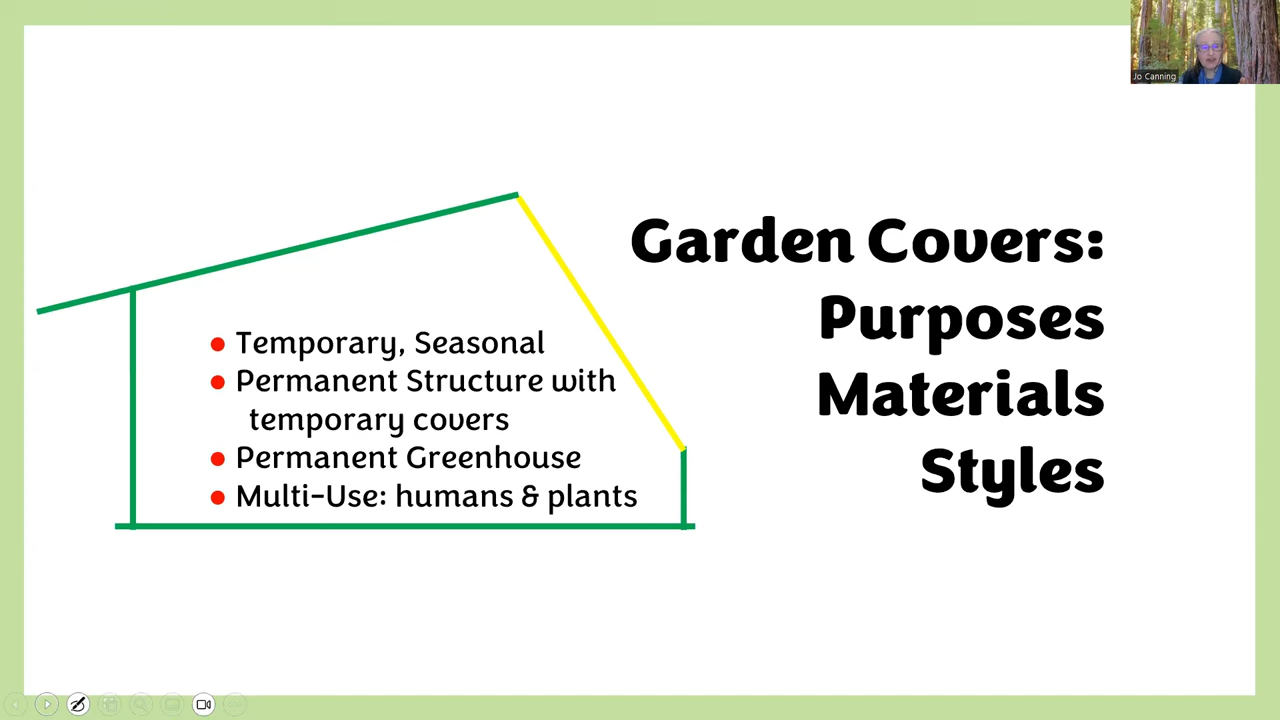 Jo Canning
Garden Covers:
Purposes
Materials
Styles
● Temporary, Seasonal
● Permanent Structure with
temporary covers
● Permanent Greenhouse
● Multi-Use: humans & plants